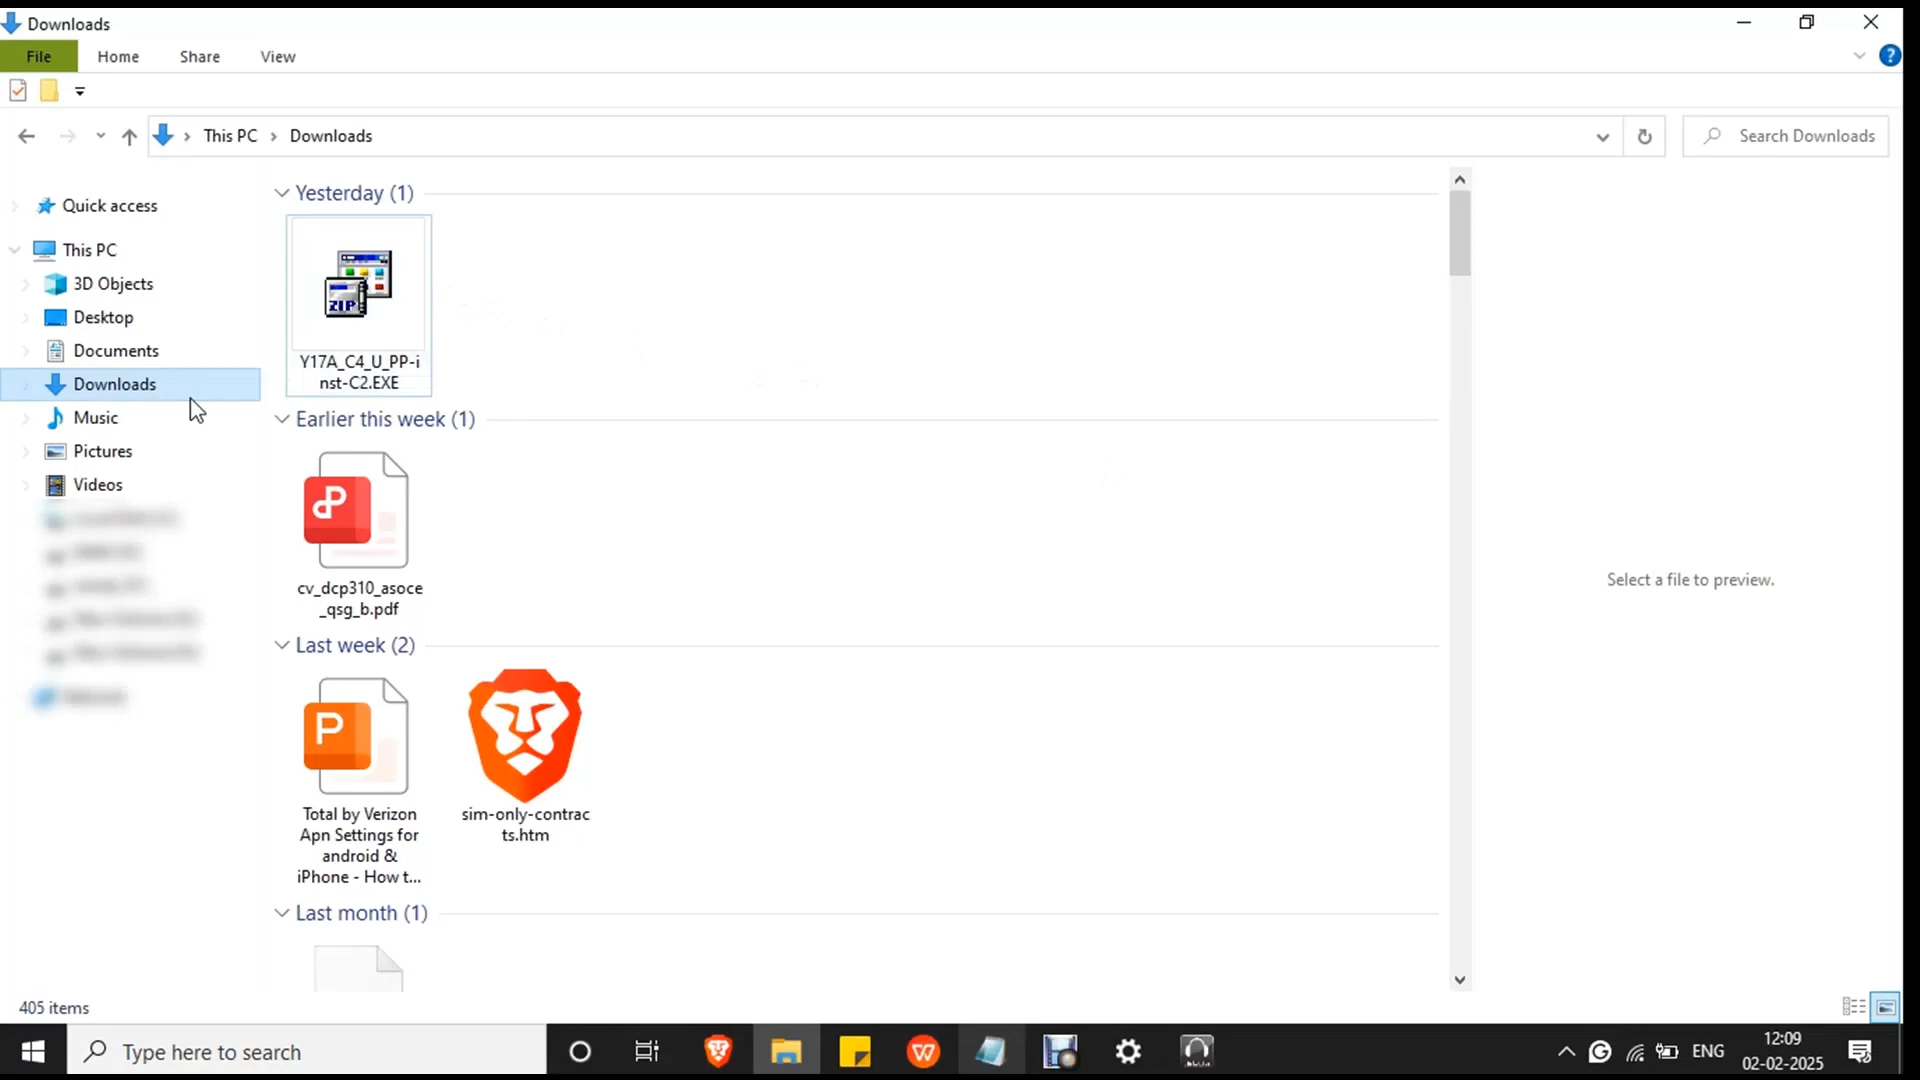 Downloads
File Home Share View
This PC Downloads
Search Downloads
Quick access
This PC
3D Objects
Desktop
Documents
Downloads
Music
Pictures
Videos
Yesterday (1)
ZIP
Y17A_C4_U_PP-i
nst-C2.EXE
Earlier this week (1)
cv_dcp310_asoce
_qsg_b.pdf
Last week (2)
P
Total by Verizon
Apn Settings for
android &
iPhone - How t...
sim-only-contrac
ts.htm
Last month (1)
Select a file to preview.
405 items
Type here to search
ENG
12:09
02-02-2025